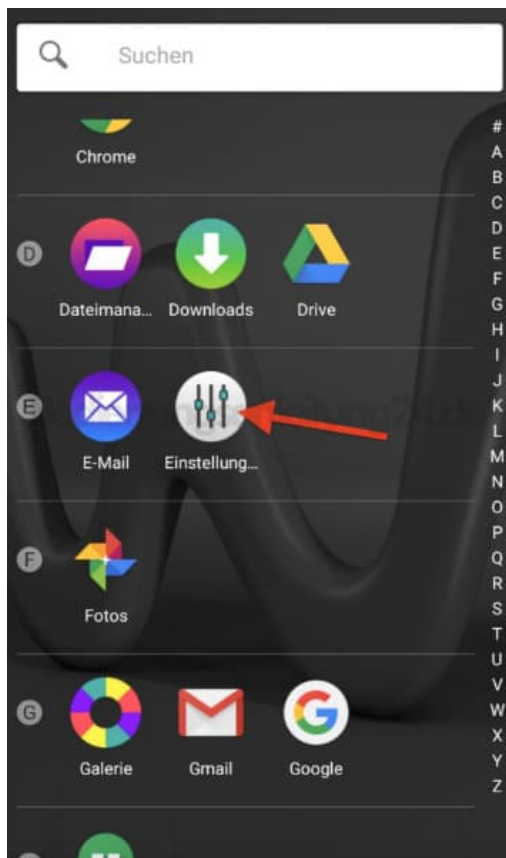 Suchen
Chrome
D
Dateimana... Downloads Drive
E
E-Mail Einstellung...
F
Fotos
G
Galerie Gmail Google
#
A
B
C
D
E
F
G
H
I
J
K
L
M
N
O
P
Q
R
S
T
U
V
W
X
Y
Z